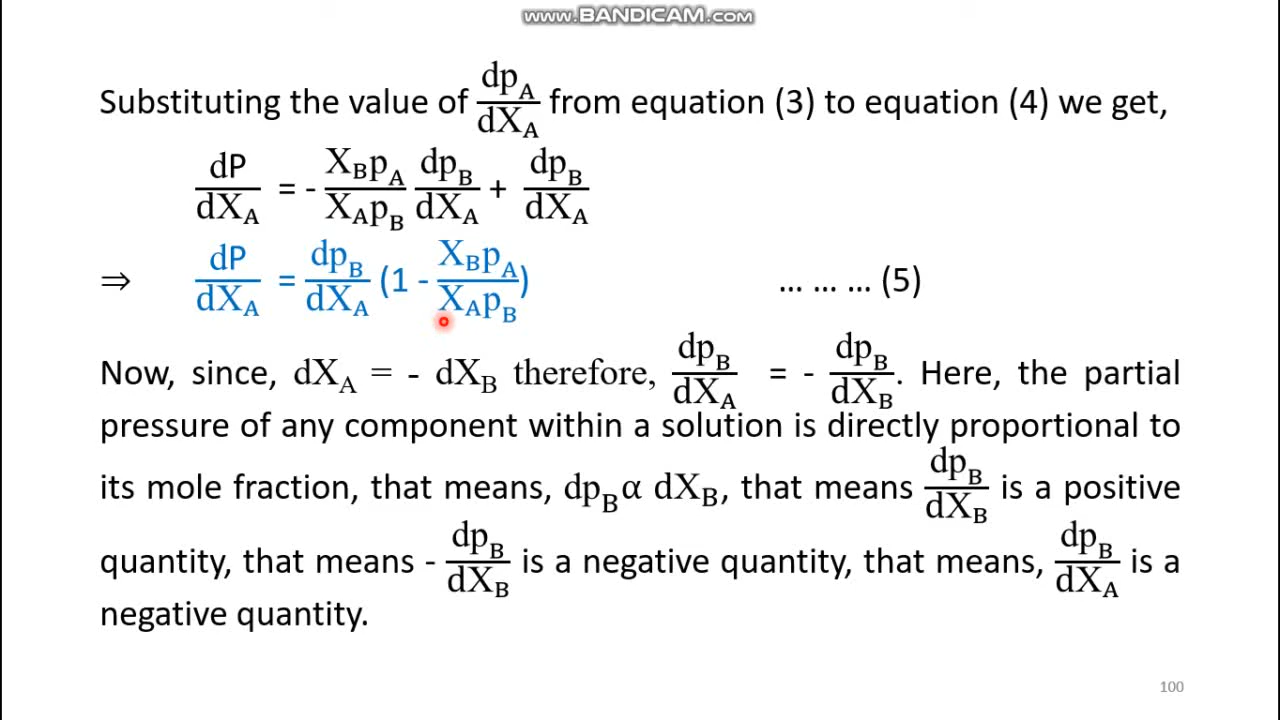 www.BANDICAM.com
Substituting the value of dp_A/dX_A from equation (3) to equation (4) we get,
dP/dX_A = - X_Bp_A/X_Ap_B dp_B/dX_A + dp_B/dX_A
⇒ dP/dX_A = dp_B/dX_A (1 - X_Bp_A/X_Ap_B) … … … (5)
Now, since, dX_A = - dX_B therefore, dp_B/dX_A = - dp_B/dX_B. Here, the partial
pressure of any component within a solution is directly proportional to
its mole fraction, that means, dp_Bα dX_B, that means dp_B/dX_B is a positive
quantity, that means - dp_B/dX_B is a negative quantity, that means, dp_B/dX_A is a
negative quantity.
100